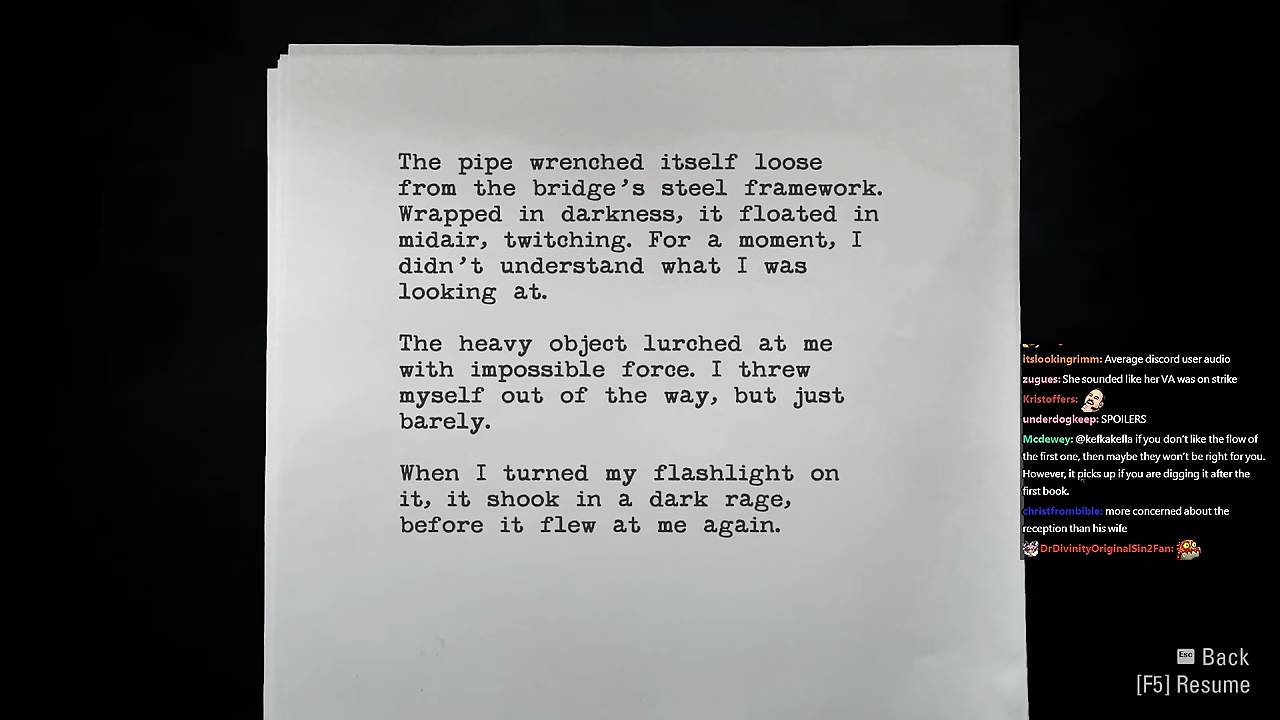 The pipe wrenched itself loose
from the bridge's steel framework.
Wrapped in darkness, it floated in
midair, twitching. For a moment, I
didn't understand what I was
looking at.
The heavy object lurched at me
with impossible force. I threw
myself out of the way, but just
barely.
When I turned my flashlight on
it, it shook in a dark rage,
before it flew at me again.
itslookingrimm: Average discord user audio
zugues: She sounded like her VA was on strike
Kristoffers:
underdogkeep: SPOILERS
Mcdewey: @kefkakefla if you don't like the flow of
the first one, then maybe they won't be right for you.
However, it picks up if you are digging it after the
first book.
christfrombible: more concerned about the
reception than his wife
DrDivinityOriginalSin2Fan:
Esc Back
[F5] Resume